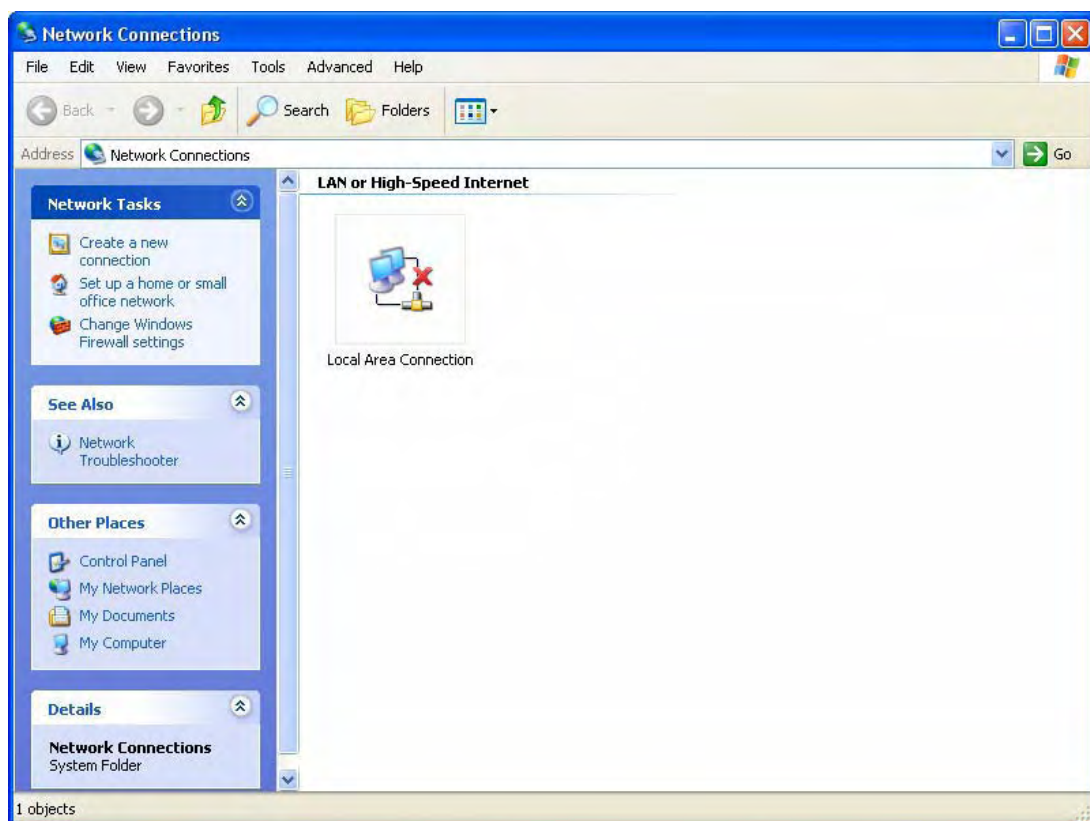 Network Connections
File Edit View Favorites Tools Advanced Help
Back Search Folders
Address Network Connections Go
Network Tasks
Create a new
connection
Set up a home or small
office network
Change Windows
Firewall settings
See Also
Network
Troubleshooter
Other Places
Control Panel
My Network Places
My Documents
My Computer
Details
Network Connections
System Folder
LAN or High-Speed Internet
Local Area Connection
1 objects